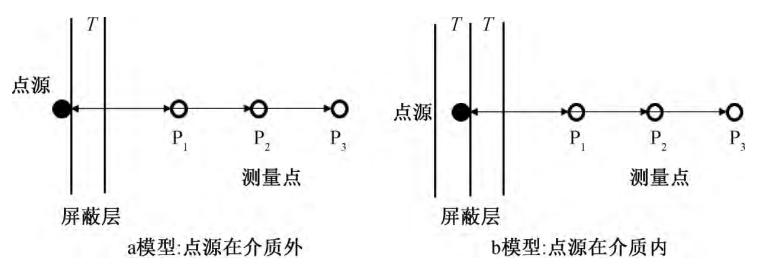 T
点源
P1 P2 P3
测量点
屏蔽层
a模型:点源在介质外
T T
点源
P1 P2 P3
测量点
屏蔽层
b模型:点源在介质内